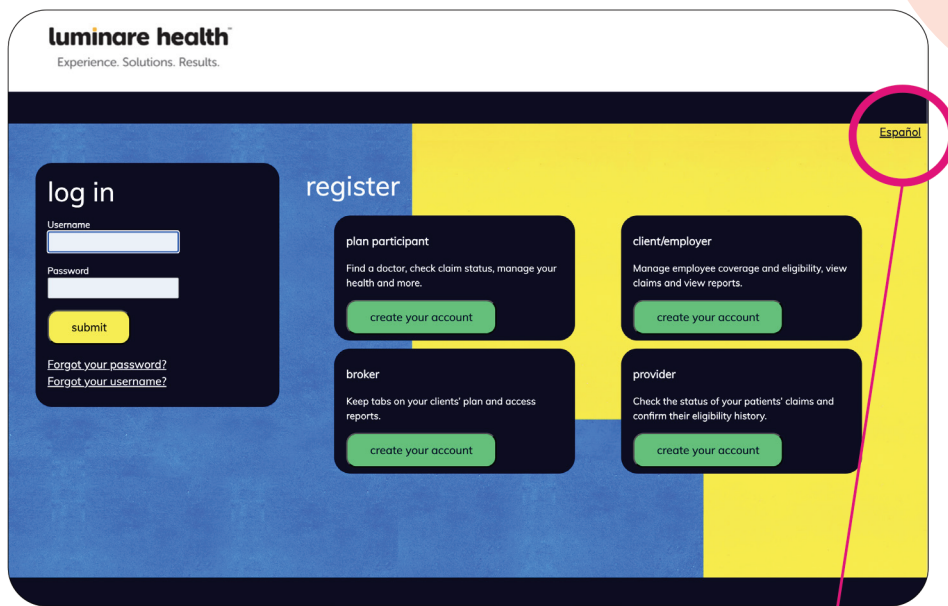 luminare health™
Experience. Solutions. Results.
Español
log in
Username
Password
submit
Forgot your password?
Forgot your username?
register
plan participant
Find a doctor, check claim status, manage your
health and more.
create your account
client/employer
Manage employee coverage and eligibility, view
claims and view reports.
create your account
broker
Keep tabs on your clients' plan and access
reports.
create your account
provider
Check the status of your patients' claims and
confirm their eligibility history.
create your account